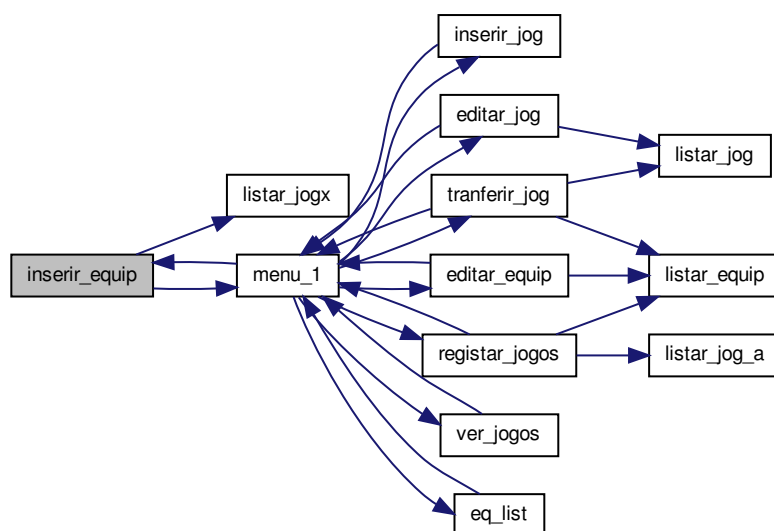 inserir_jog
editar_jog
listar_jog
listar_jogx
tranferir_jog
inserir_equip
menu_1
editar_equip
listar_equip
registar_jogos
listar_jog_a
ver_jogos
eq_list